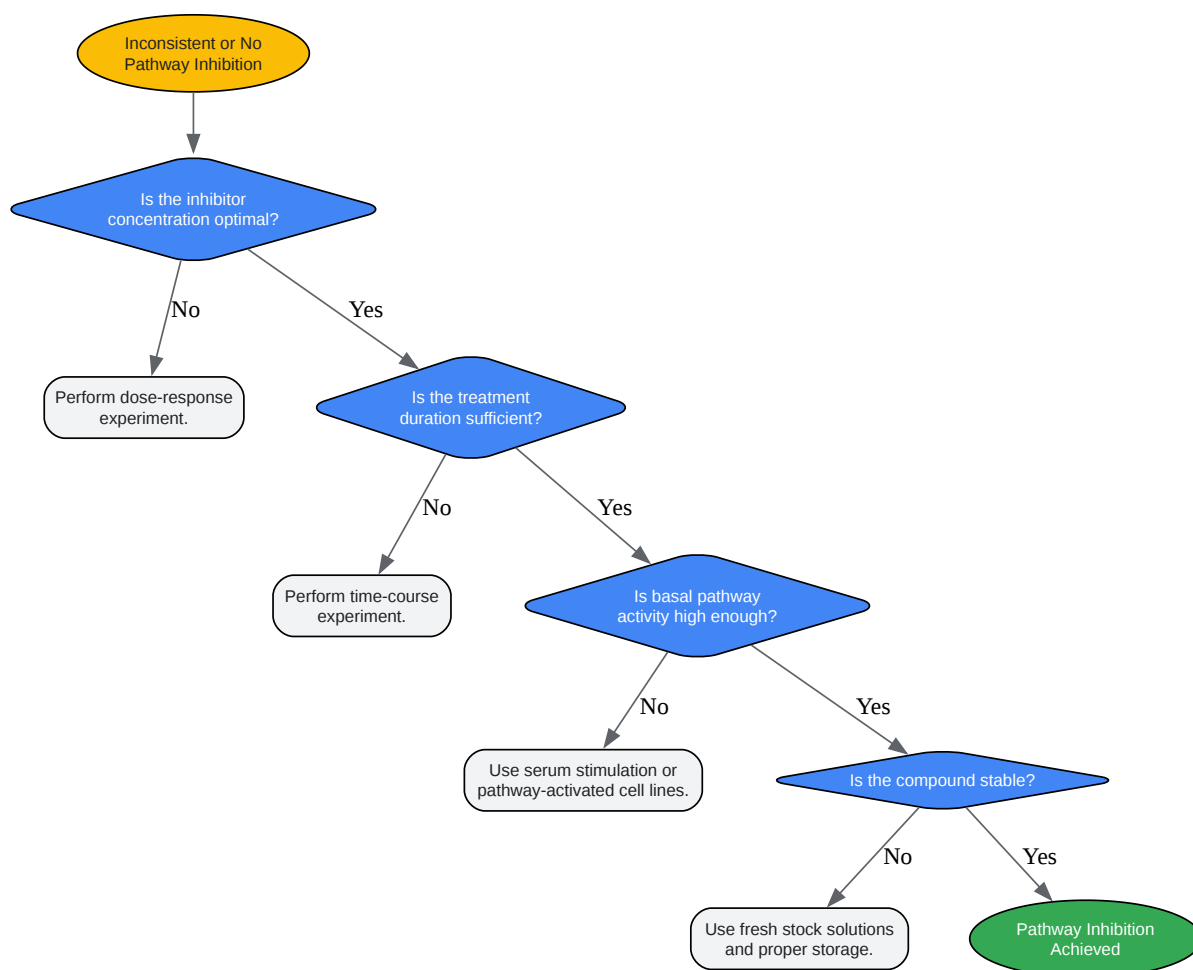 Inconsistent or No
Pathway Inhibition
Is the inhibitor
concentration optimal?
No
Yes
Perform dose-response
experiment.
Is the treatment
duration sufficient?
No
Yes
Perform time-course
experiment.
Is basal pathway
activity high enough?
No
Yes
Use serum stimulation or
pathway-activated cell lines.
Is the compound stable?
No
Yes
Use fresh stock solutions
and proper storage.
Pathway Inhibition
Achieved